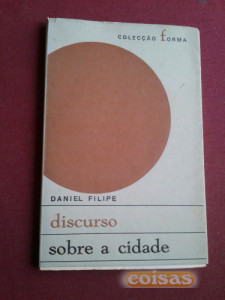 COLECÇÃO fORMA
DANIEL FILIPE
discurso
sobre a cidade
coisas